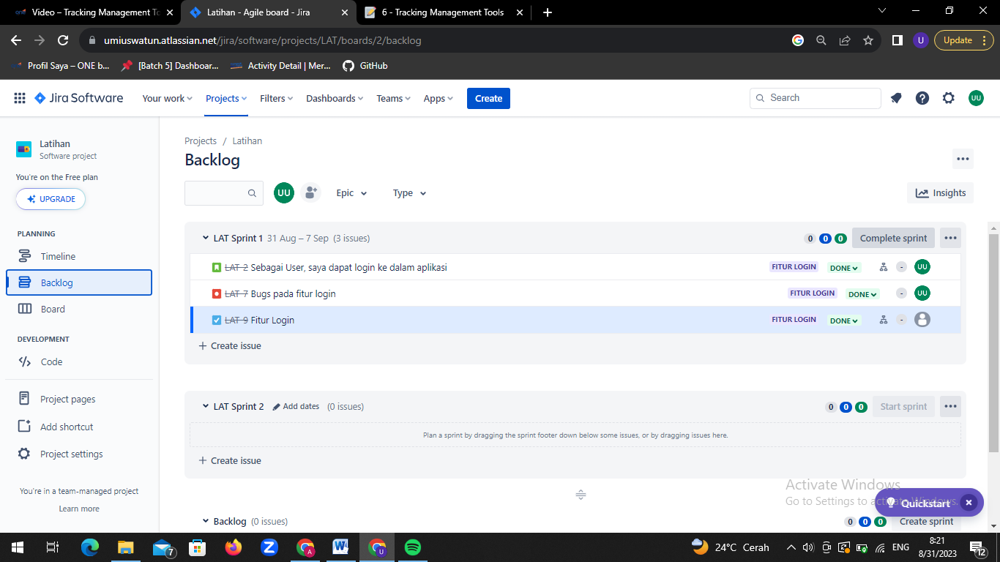 Video – Tracking Management To
Latihan - Agile board - Jira
6 - Tracking Management Tools
umiuswatun.atlassian.net/jira/software/projects/LAT/boards/2/backlog
U
Update
Profil Saya – ONE b...
[Batch 5] Dashboar...
Activity Detail | Mer...
GitHub
Jira Software
Your work
Projects
Filters
Dashboards
Teams
Apps
Create
Search
UU
Latihan
Software project
You're on the Free plan
UPGRADE
PLANNING
Timeline
Backlog
Board
DEVELOPMENT
Code
Project pages
Add shortcut
Project settings
You're in a team-managed project
Learn more
Projects / Latihan
Backlog
UU
Epic
Type
Insights
LAT Sprint 1 31 Aug – 7 Sep (3 issues)
0 0 0 Complete sprint
LAT-2 Sebagai User, saya dapat login ke dalam aplikasi FITUR LOGIN DONE - UU
LAT-7 Bugs pada fitur login FITUR LOGIN DONE - UU
LAT-9 Fitur Login FITUR LOGIN DONE -
+ Create issue
LAT Sprint 2 Add dates (0 issues)
0 0 0 Start sprint
Plan a sprint by dragging the sprint footer down below some issues, or by dragging issues here.
+ Create issue
Activate Windows
Go to Settings to activate Windows.
Quickstart
Backlog (0 issues)
0 0 0 Create sprint
7
A
U
24°C Cerah
ENG
8:21
8/31/2023
12